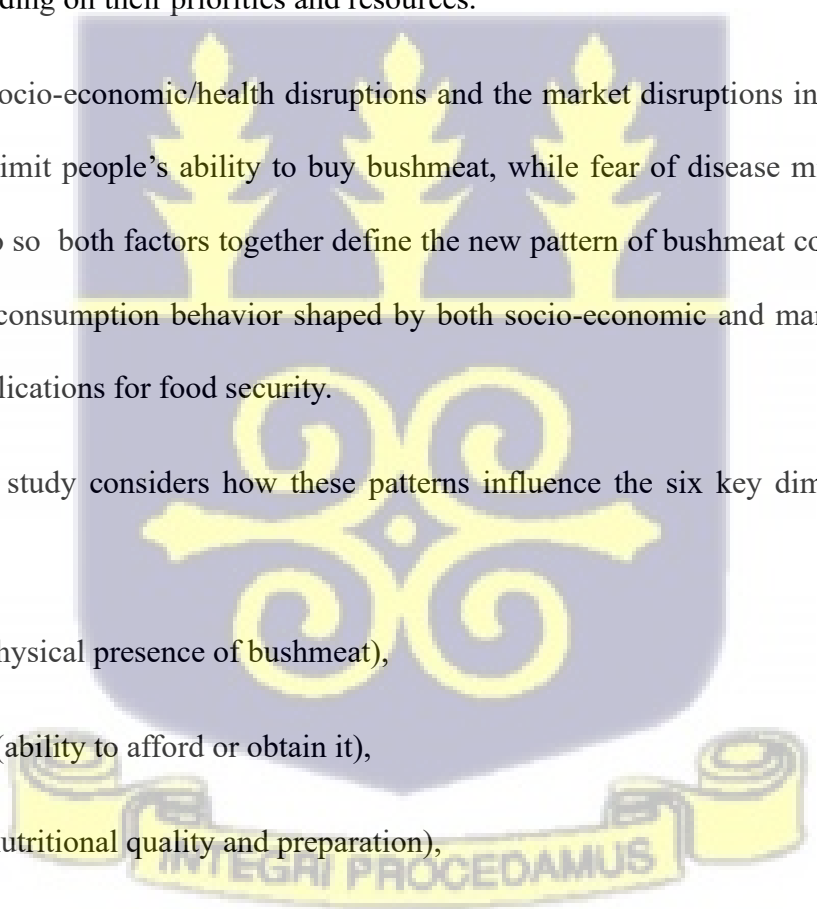 ding on their priorities and resources.
ocio-economic/health disruptions and the market disruptions in
imit people’s ability to buy bushmeat, while fear of disease m
o so both factors together define the new pattern of bushmeat co
consumption behavior shaped by both socio-economic and mar
lications for food security.
study considers how these patterns influence the six key dim
hysical presence of bushmeat),
(ability to afford or obtain it),
utritional quality and preparation),
INTEGRI PROCEDAMUS